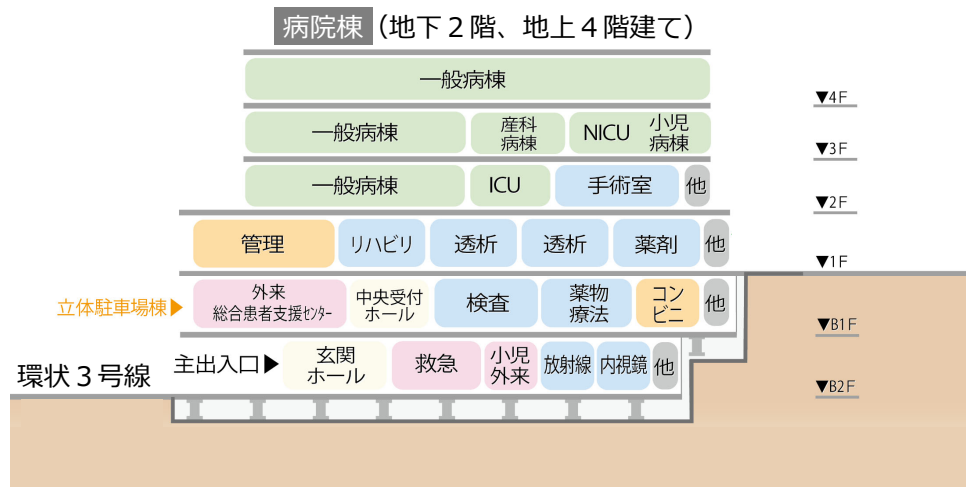 病院棟（地下２階、地上４階建て）
一般病棟
▼4F
一般病棟
産科
病棟
NICU
小児
病棟
▼3F
一般病棟
ICU
手術室
他
▼2F
管理
リハビリ
透析
透析
薬剤
他
▼1F
立体駐車場棟▶
外来
総合患者支援センター
中央受付
ホール
検査
薬物
療法
コン
ビニ
他
▼B1F
環状３号線
主出入口▶
玄関
ホール
救急
小児
外来
放射線
内視鏡
他
▼B2F